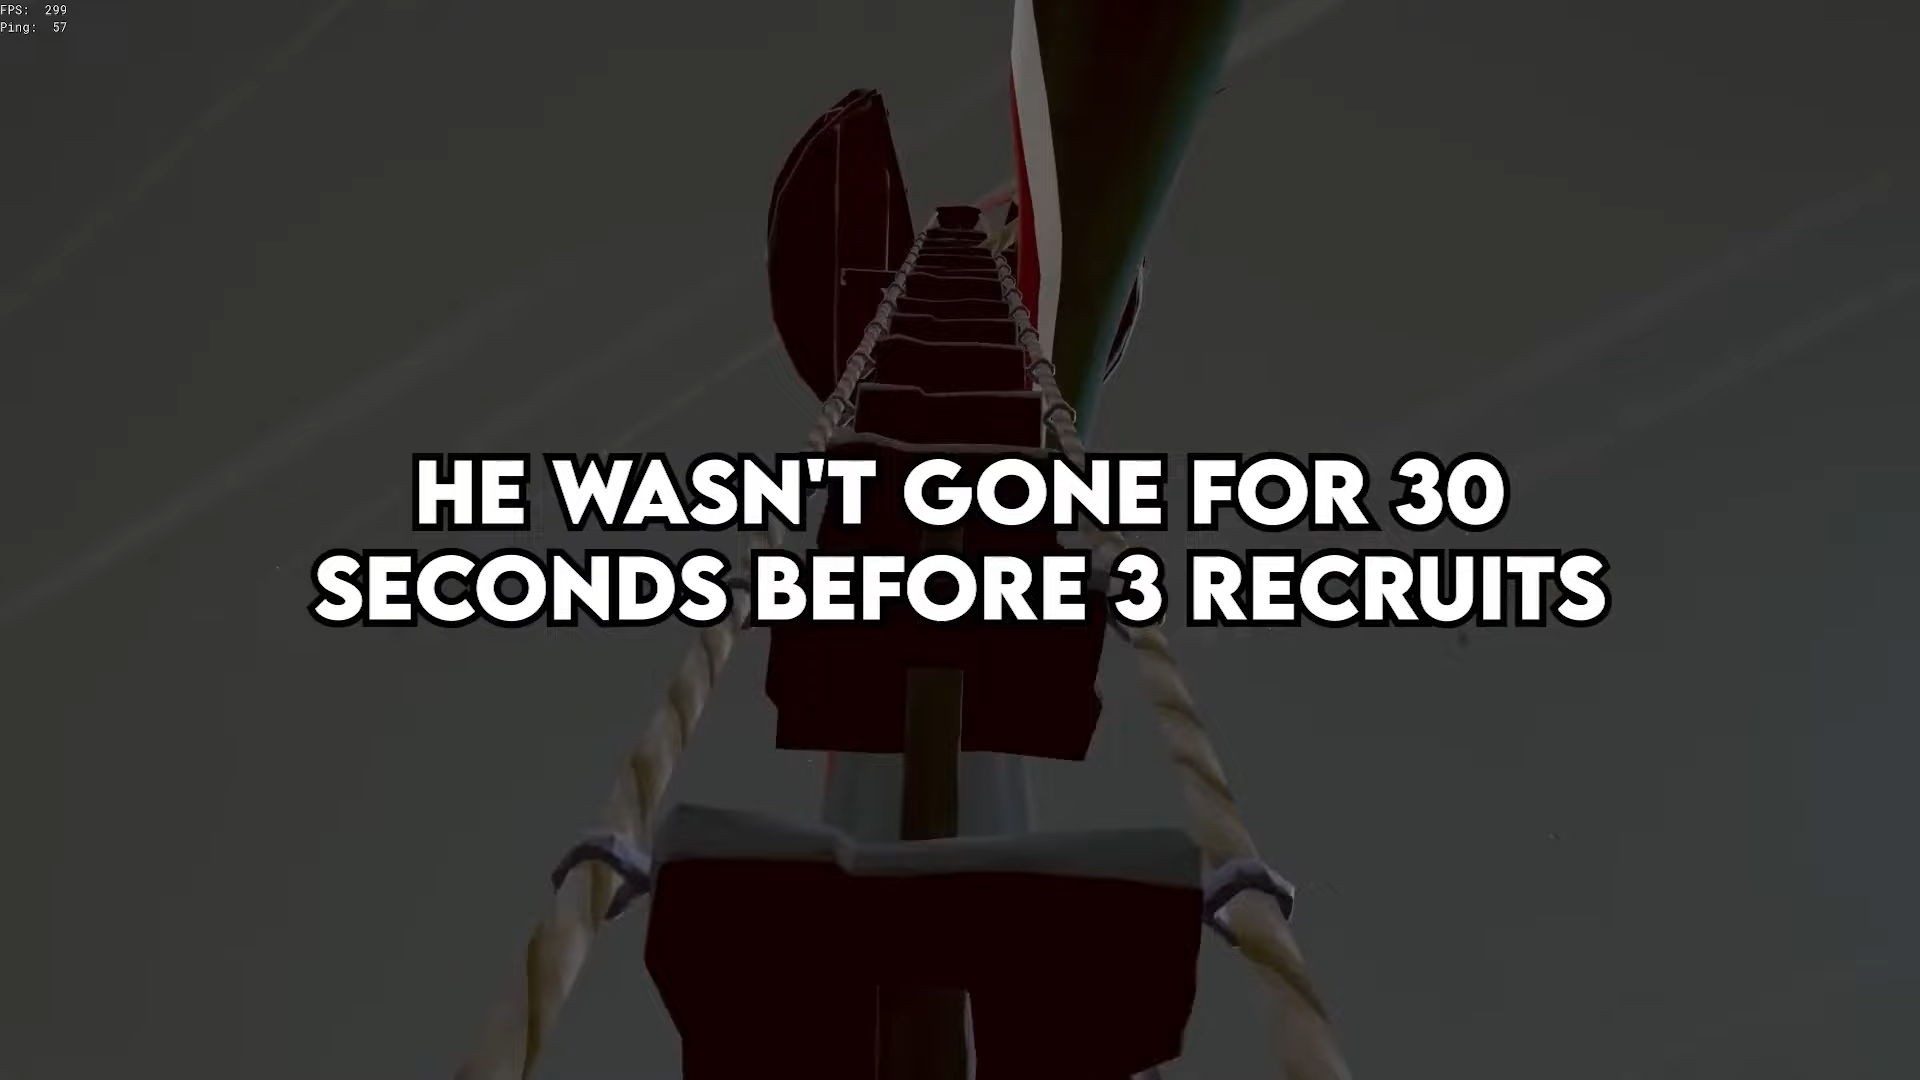 FPS: 299
Ping: 57
HE WASN'T GONE FOR 30
SECONDS BEFORE 3 RECRUITS